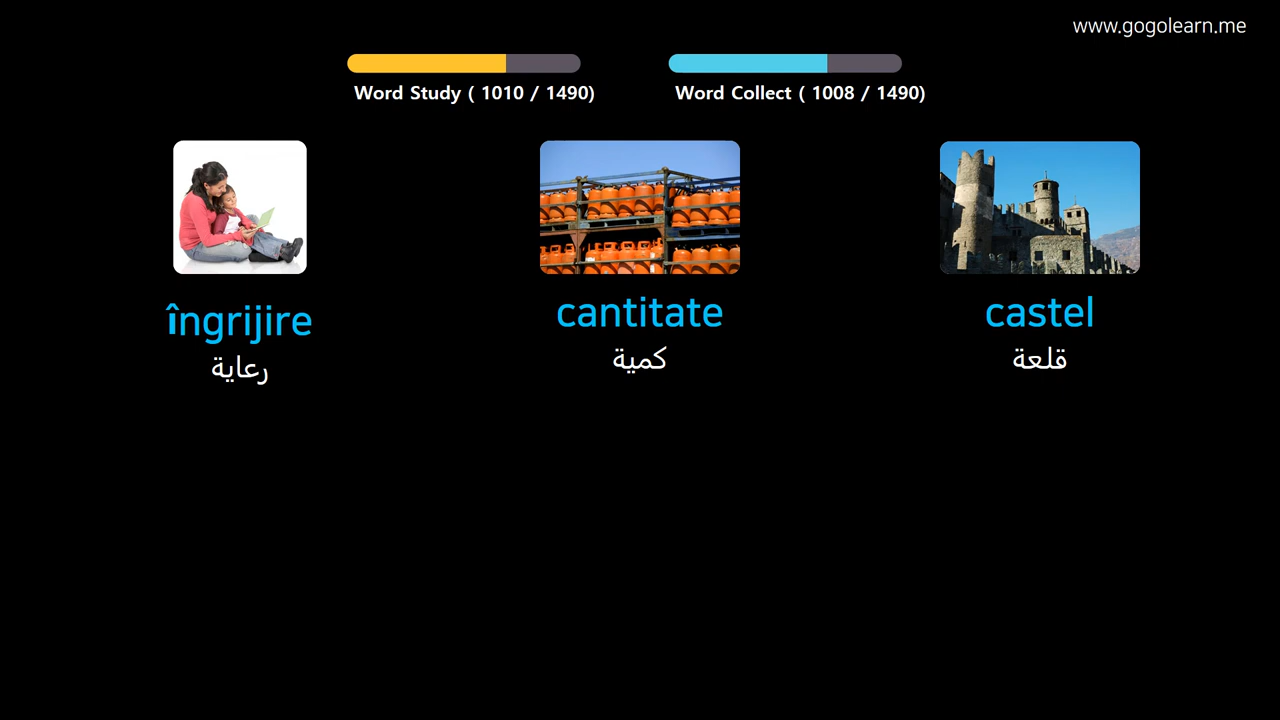 www.gogolearn.me
Word Study ( 1010 / 1490)
Word Collect ( 1008 / 1490)
îngrijire
رعاية
cantitate
كمية
castel
قلعة